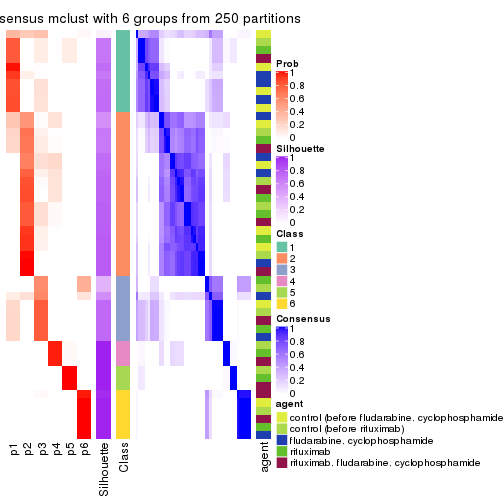 sensus mclust with 6 groups from 250 partitions
Prob
1
0.8
0.6
0.4
0.2
0
Silhouette
1
0.8
0.6
0.4
0.2
0
Class
1
2
3
4
5
6
Consensus
1
0.8
0.6
0.4
0.2
0
agent
control (before fludarabine. cyclophosphamide
control (before riluximab)
fludarabine. cyclophosphamide
riluximab
riluximab. fludarabine. cyclophosphamide
p1
p2
p3
p4
p5
p6
Silhouette
Class
agent